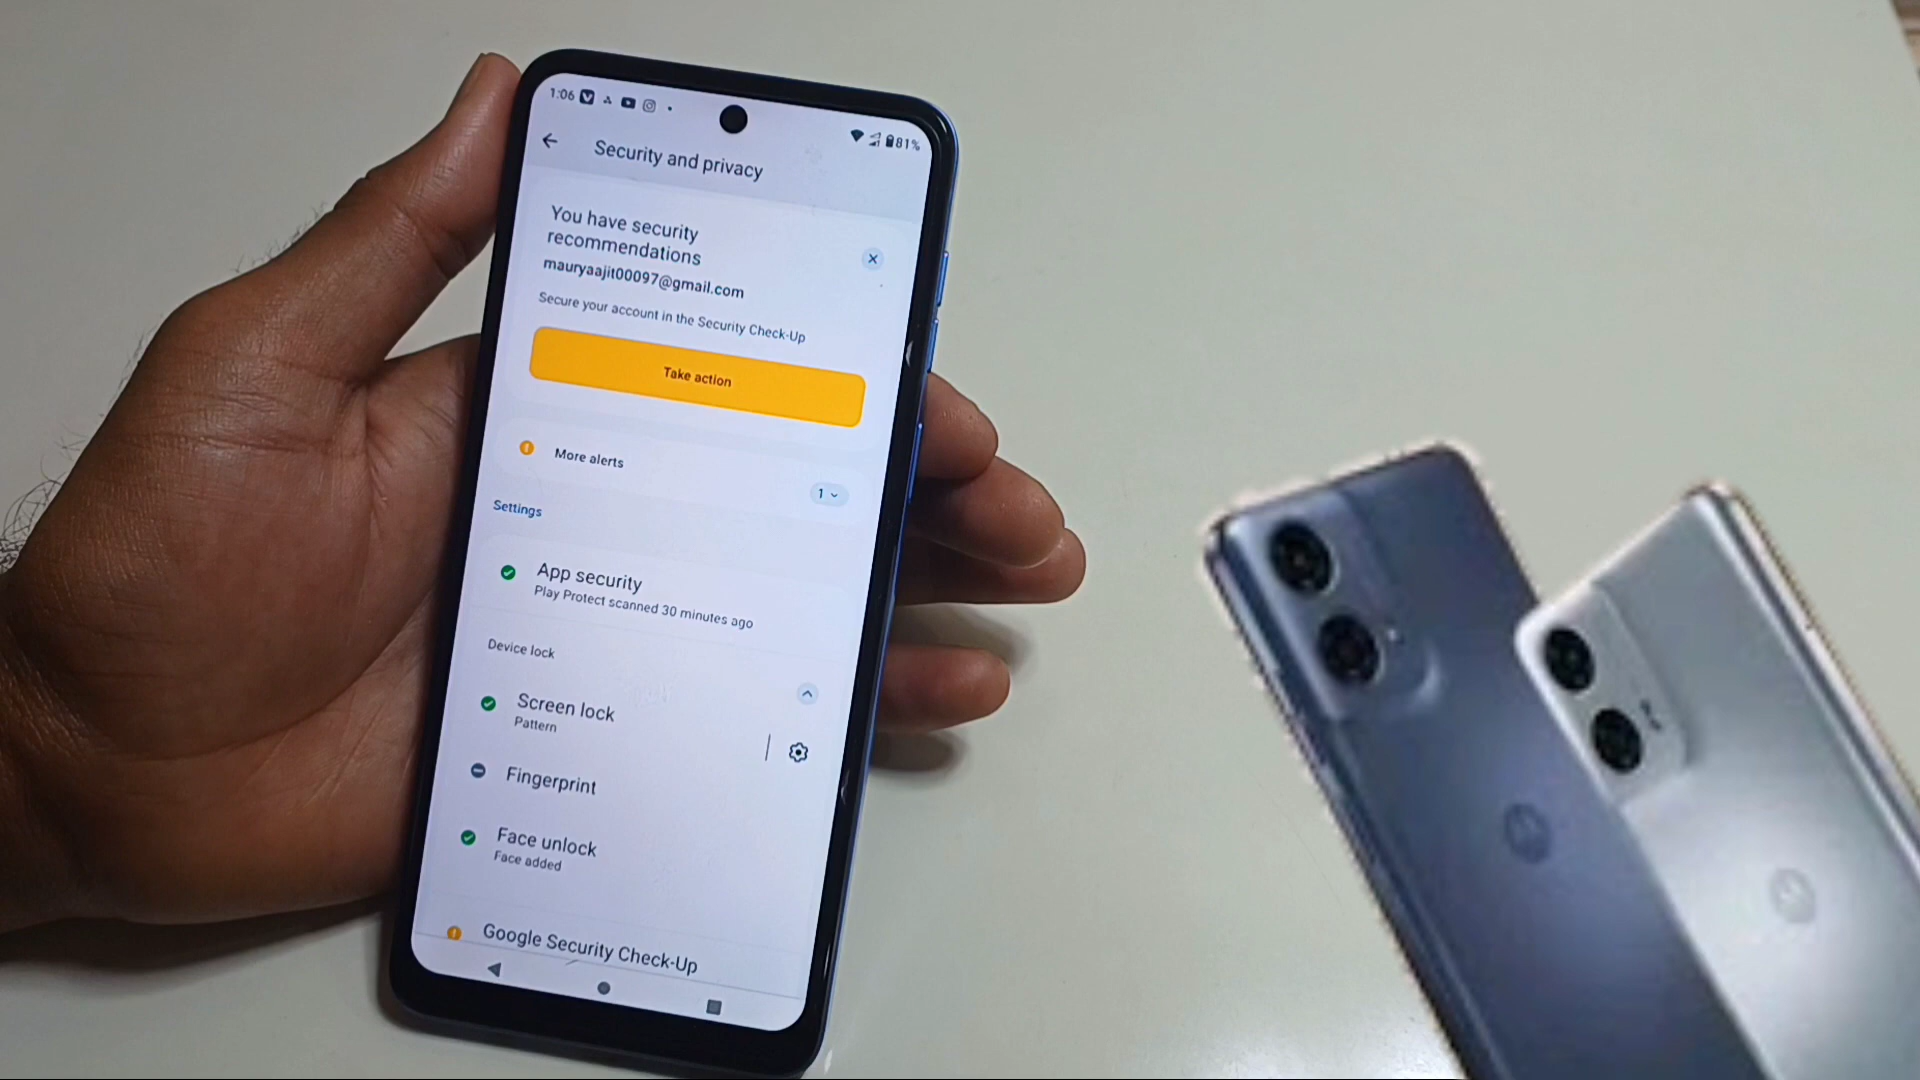 1:06
81%
Security and privacy
You have security
recommendations
mauryaajit00097@gmail.com
Secure your account in the Security Check-Up
Take action
More alerts
1
Settings
App security
Play Protect scanned 30 minutes ago
Device lock
Screen lock
Pattern
Fingerprint
Face unlock
Face added
Google Security Check-Up